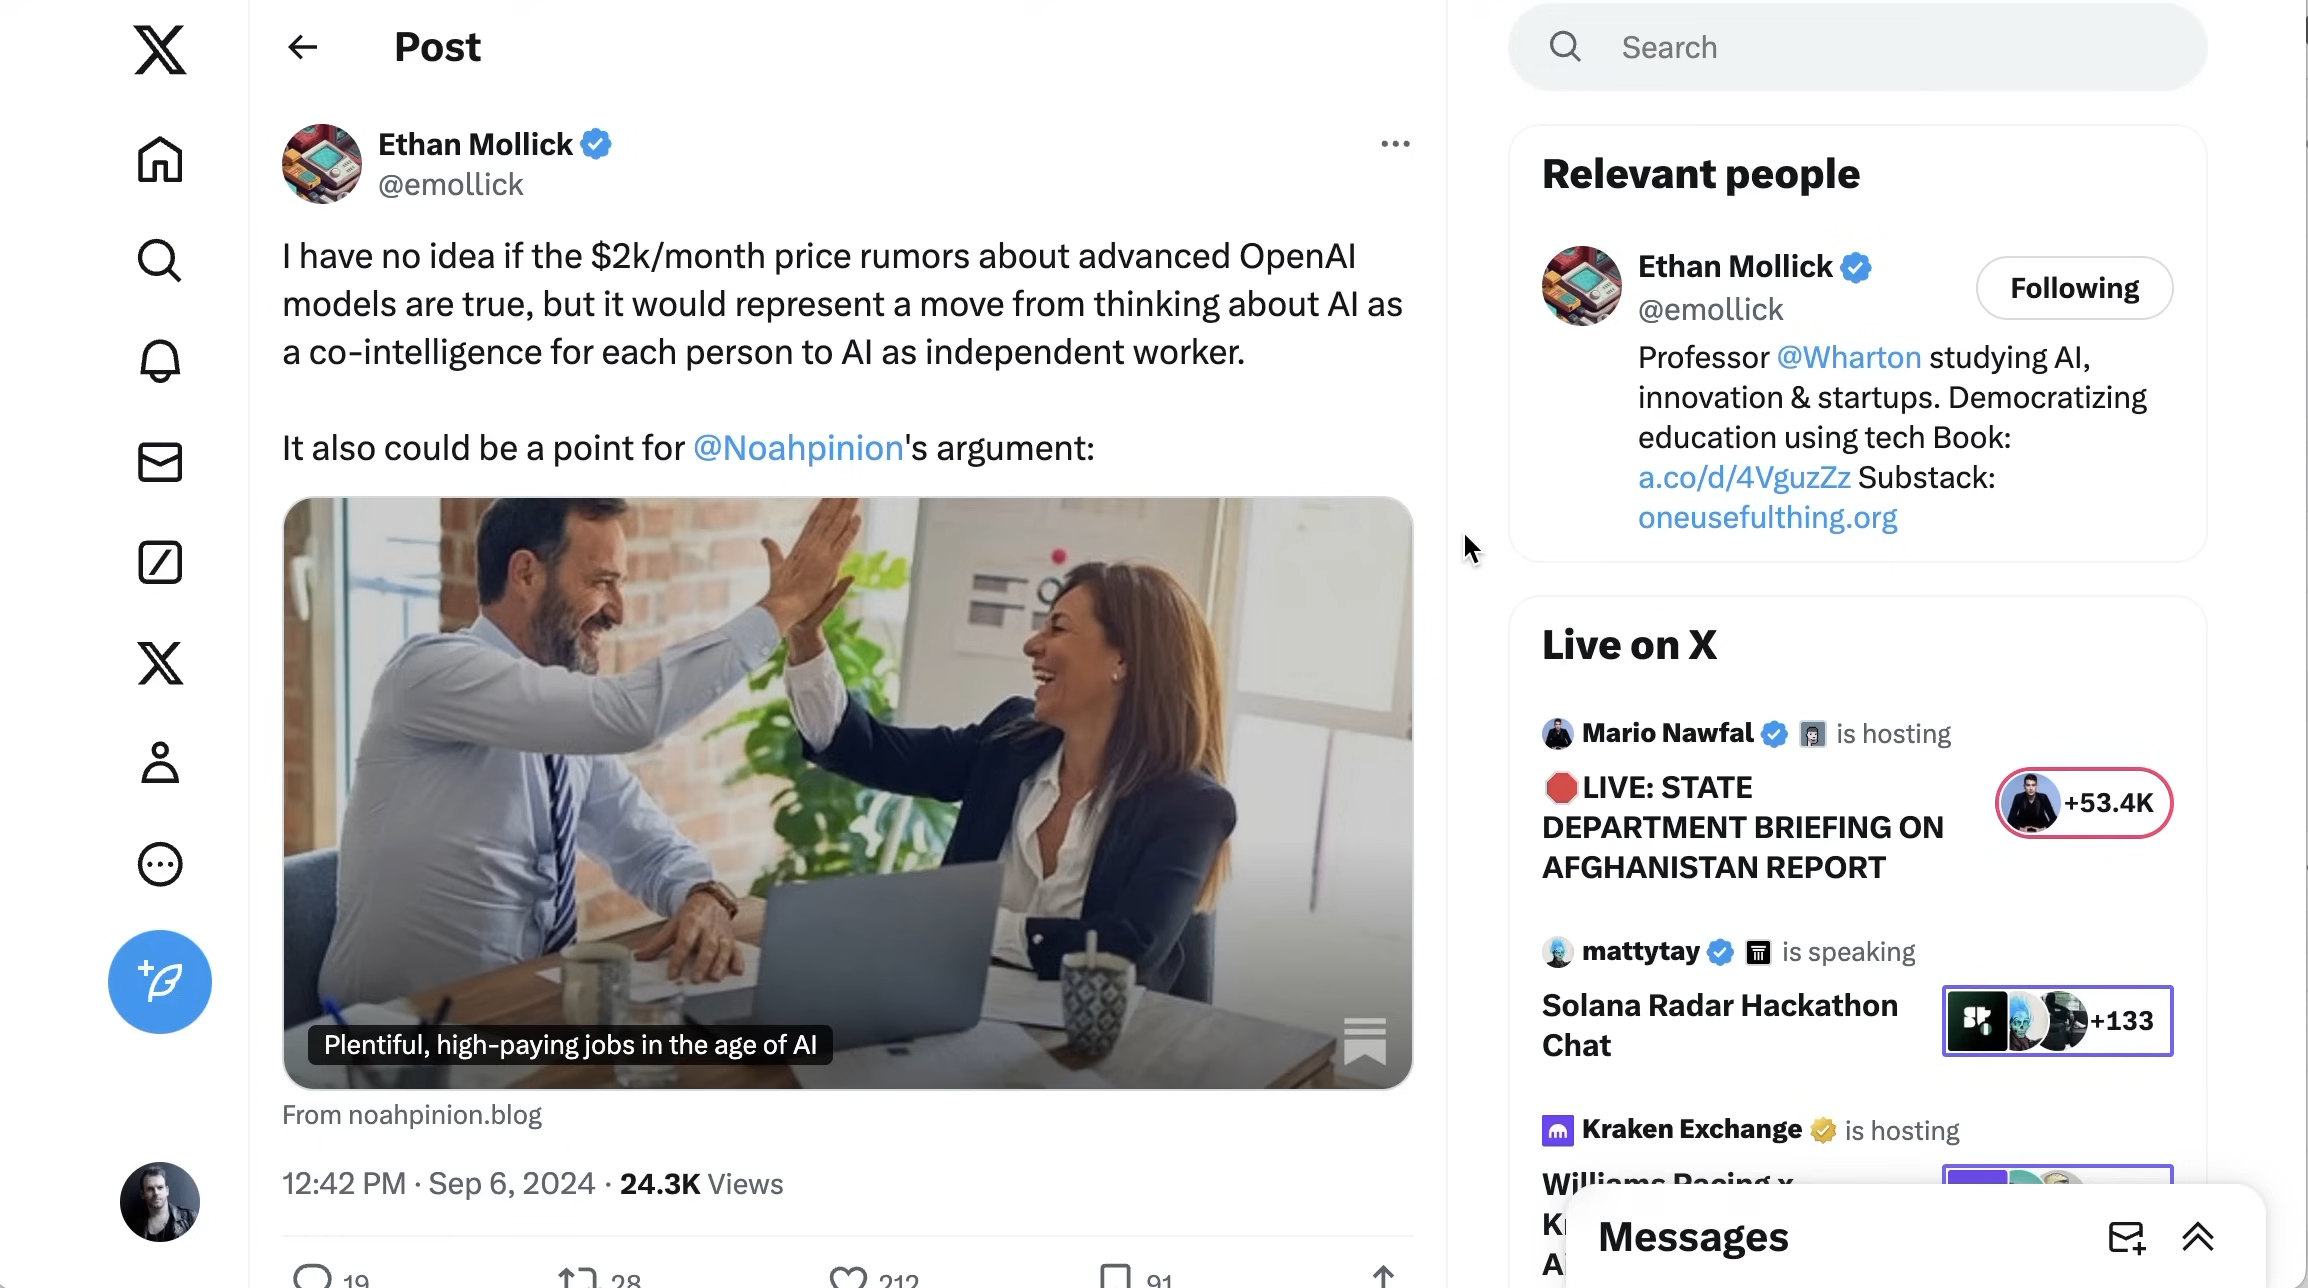 Post
Ethan Mollick
@emollick
I have no idea if the $2k/month price rumors about advanced OpenAI
models are true, but it would represent a move from thinking about AI as
a co-intelligence for each person to AI as independent worker.
It also could be a point for @Noahpinion's argument:
Plentiful, high-paying jobs in the age of AI
From noahpinion.blog
12:42 PM · Sep 6, 2024 · 24.3K Views
19 28 212 91
Search
Relevant people
Ethan Mollick
@emollick
Following
Professor @Wharton studying AI,
innovation & startups. Democratizing
education using tech Book:
a.co/d/4VguzZz Substack:
oneusefulthing.org
Live on X
Mario Nawfal is hosting
LIVE: STATE
DEPARTMENT BRIEFING ON
AFGHANISTAN REPORT
+53.4K
mattytay is speaking
Solana Radar Hackathon
Chat
+133
Kraken Exchange is hosting
Williams Racing x
Messages